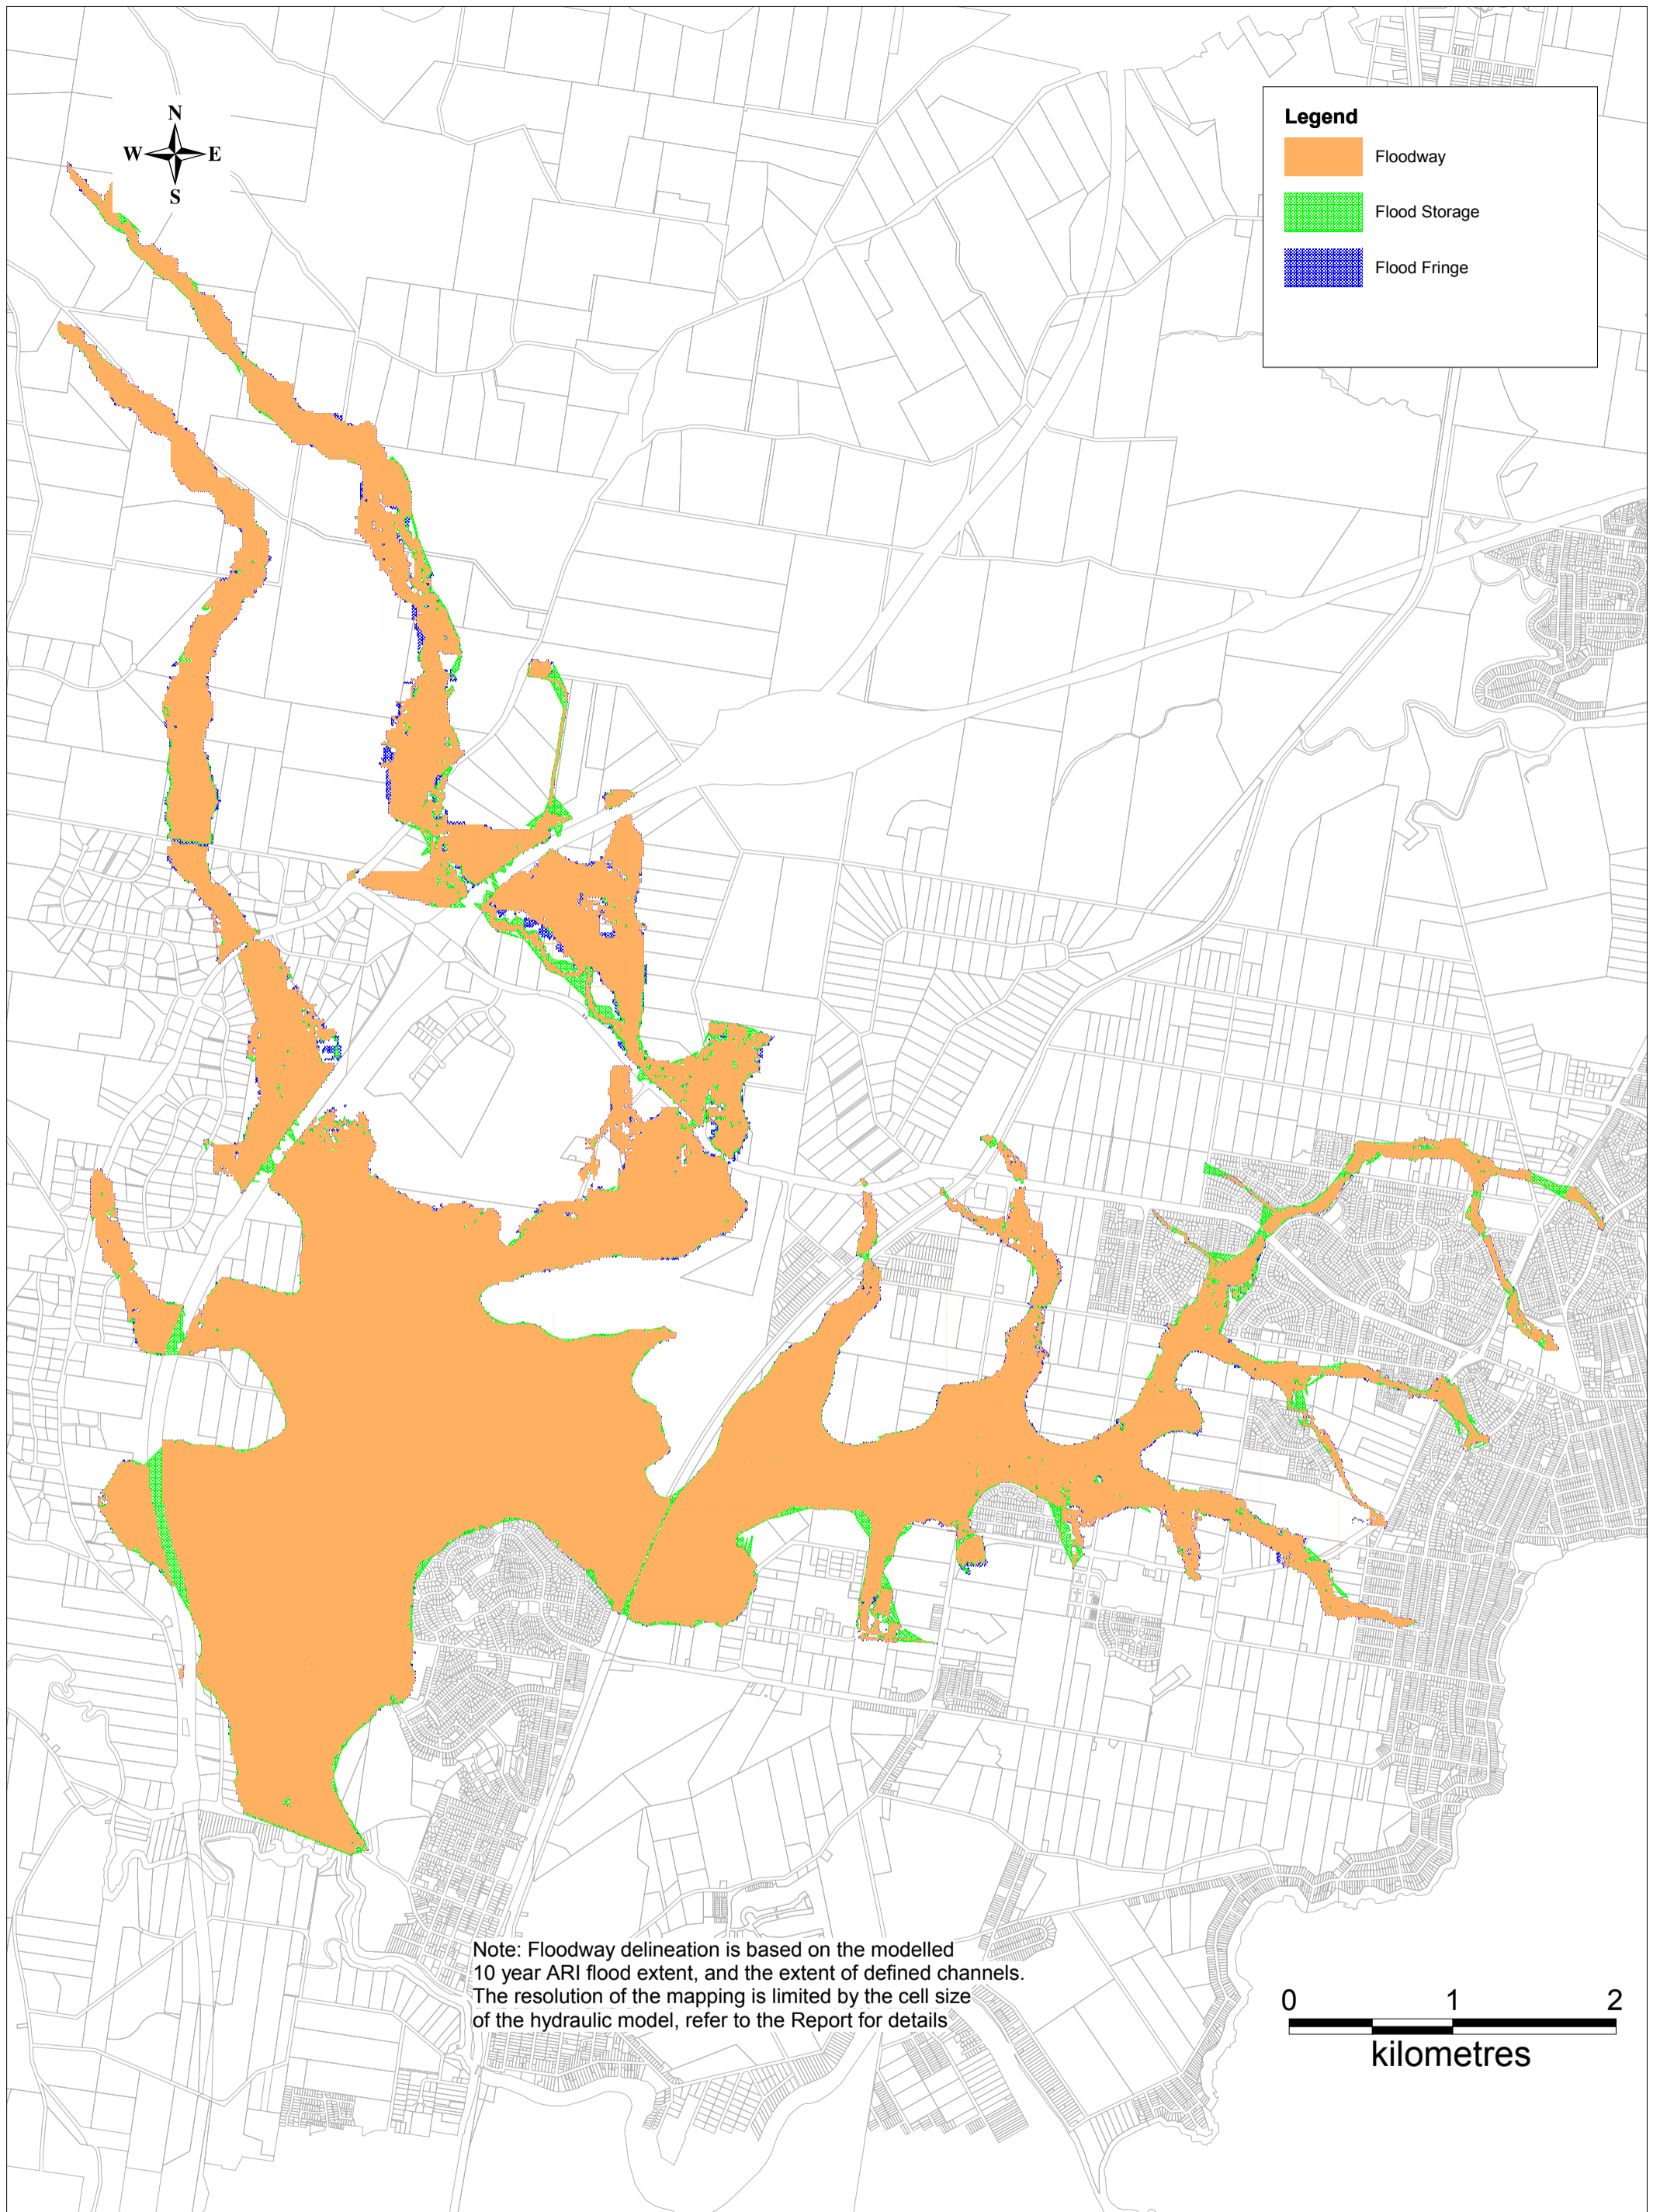 N
W E
S
Legend
Floodway
Flood Storage
Flood Fringe
Note: Floodway delineation is based on the modelled
10 year ARI flood extent, and the extent of defined channels.
The resolution of the mapping is limited by the cell size
of the hydraulic model, refer to the Report for details
0 1 2
kilometres